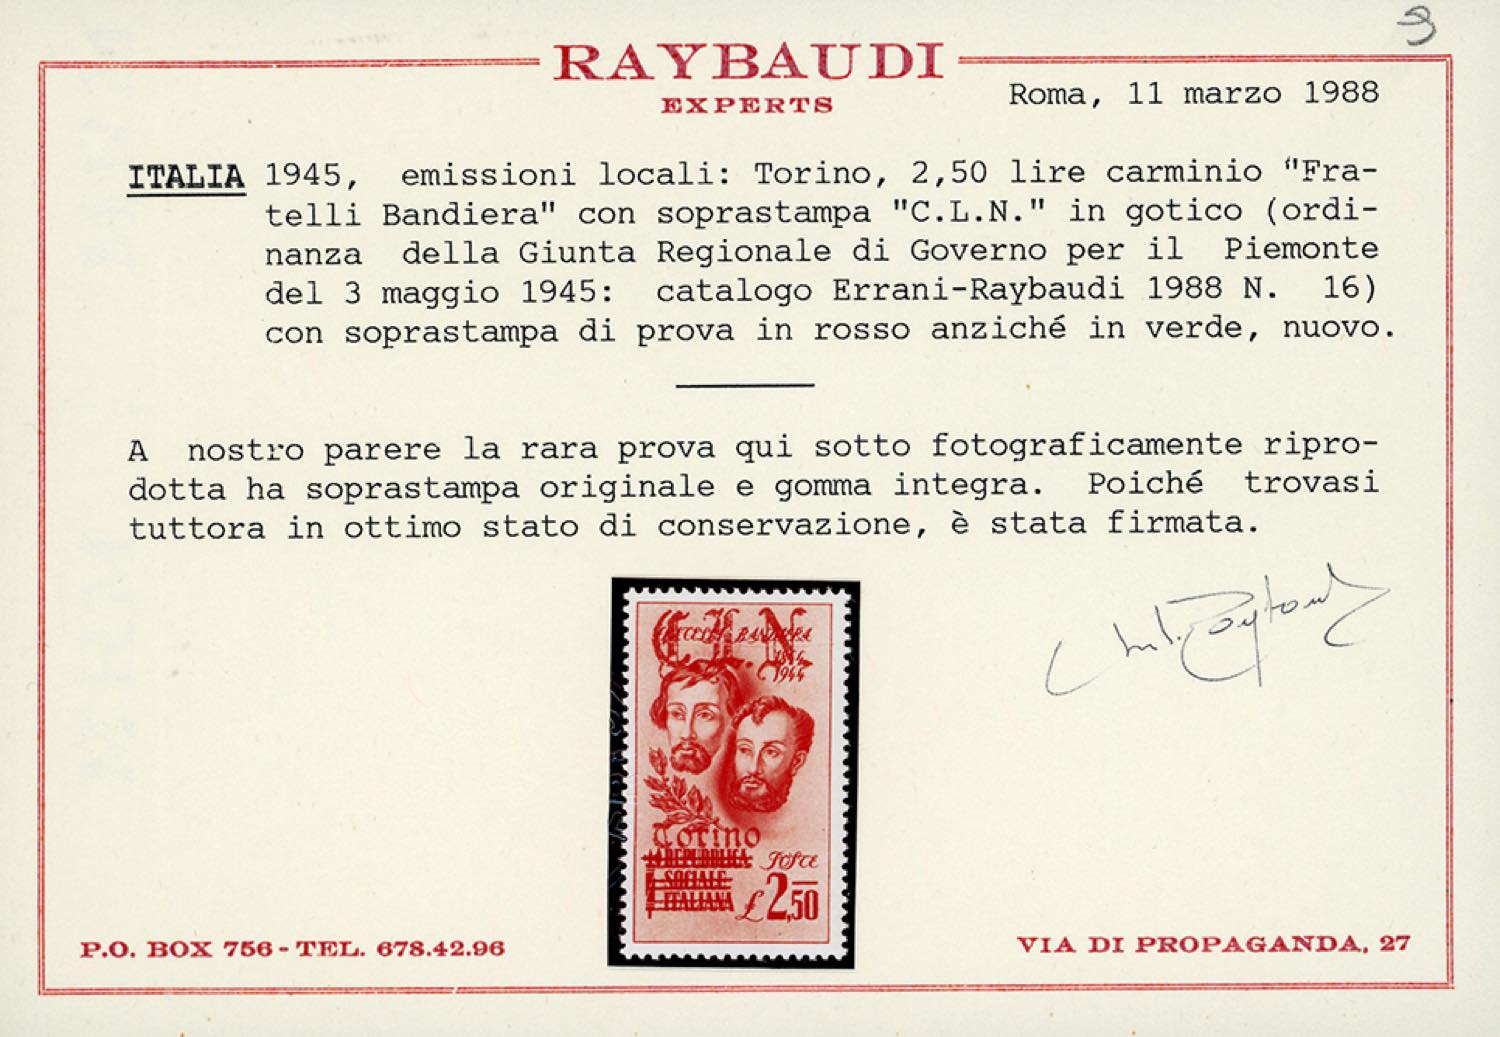 9
RAYBAUDI
EXPERTS
Roma, 11 marzo 1988
ITALIA 1945, emissioni locali: Torino, 2,50 lire carminio "Fra-
telli Bandiera" con soprastampa "C.L.N." in gotico (ordi-
nanza della Giunta Regionale di Governo per il Piemonte
del 3 maggio 1945: catalogo Errani-Raybaudi 1988 N. 16)
con soprastampa di prova in rosso anziché in verde, nuovo.
A nostro parere la rara prova qui sotto fotograficamente ripro-
dotta ha soprastampa originale e gomma integra. Poiché trovasi
tuttora in ottimo stato di conservazione, è stata firmata.
C.L.N.
FRATELLI BANDIERA
1844
1944
Torino
REPUBBLICA
SOCIALE
ITALIANA
POSTE
£2,50
P.O. BOX 756 - TEL. 678.42.96
VIA DI PROPAGANDA, 27